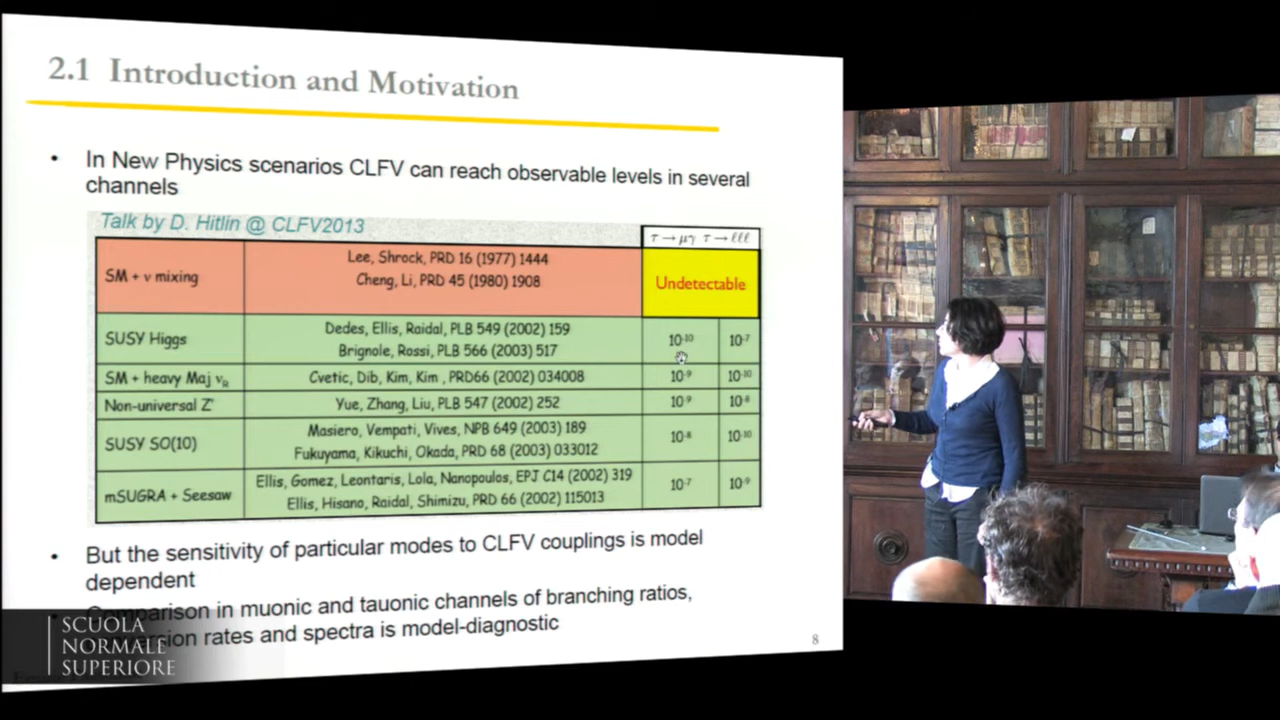 2.1 Introduction and Motivation
• In New Physics scenarios CLFV can reach observable levels in several
channels
Talk by D. Hitlin @ CLFV2013
τ→μγ τ→ℓℓℓ
SM + ν mixing
Lee, Shrock, PRD 16 (1977) 1444
Cheng, Li, PRD 45 (1980) 1908
Undetectable
SUSY Higgs
Dedes, Ellis, Raidal, PLB 549 (2002) 159
Brignole, Rossi, PLB 566 (2003) 517
10⁻¹⁰ 10⁻⁷
SM + heavy Maj νR
Cvetic, Dib, Kim, Kim , PRD66 (2002) 034008
10⁻⁹ 10⁻¹⁰
Non-universal Z'
Yue, Zhang, Liu, PLB 547 (2002) 252
10⁻⁹ 10⁻⁸
SUSY SO(10)
Masiero, Vempati, Vives, NPB 649 (2003) 189
Fukuyama, Kikuchi, Okada, PRD 68 (2003) 033012
10⁻⁸ 10⁻¹⁰
mSUGRA + Seesaw
Ellis, Gomez, Leontaris, Lola, Nanopoulos, EPJ C14 (2002) 319
Ellis, Hisano, Raidal, Shimizu, PRD 66 (2002) 115013
10⁻⁷ 10⁻⁹
• But the sensitivity of particular modes to CLFV couplings is model
dependent
• Comparison in muonic and tauonic channels of branching ratios,
rates and spectra is model-diagnostic
8
SCUOLA
NORMALE
SUPERIORE